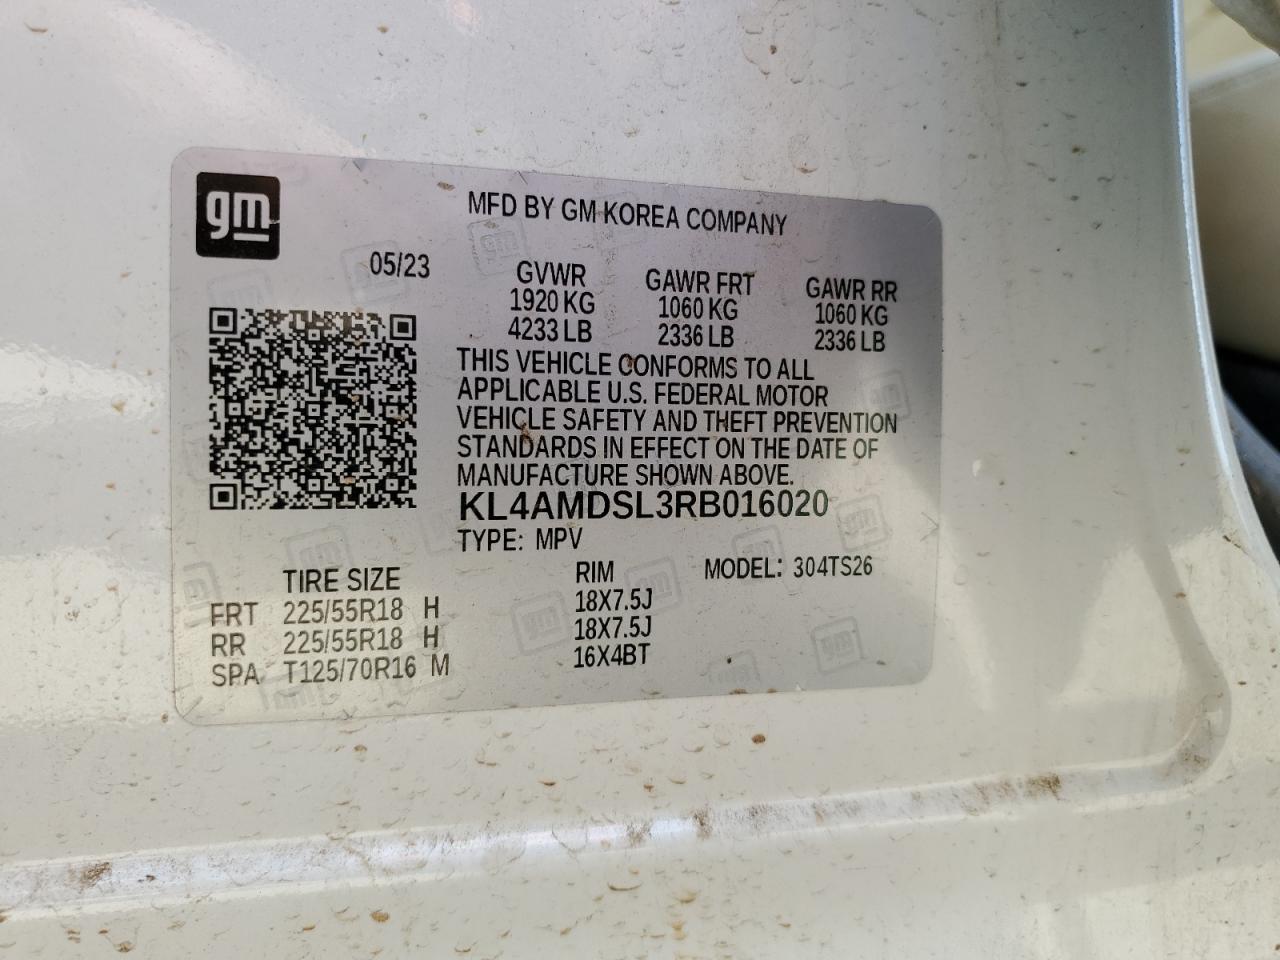 gm
MFD BY GM KOREA COMPANY
05/23
GVWR GAWR FRT GAWR RR
1920 KG 1060 KG 1060 KG
4233 LB 2336 LB 2336 LB
THIS VEHICLE CONFORMS TO ALL
APPLICABLE U.S. FEDERAL MOTOR
VEHICLE SAFETY AND THEFT PREVENTION
STANDARDS IN EFFECT ON THE DATE OF
MANUFACTURE SHOWN ABOVE.
KL4AMDSL3RB016020
TYPE: MPV
TIRE SIZE RIM MODEL: 304TS26
FRT 225/55R18 H 18X7.5J
RR 225/55R18 H 18X7.5J
SPA T125/70R16 M 16X4BT